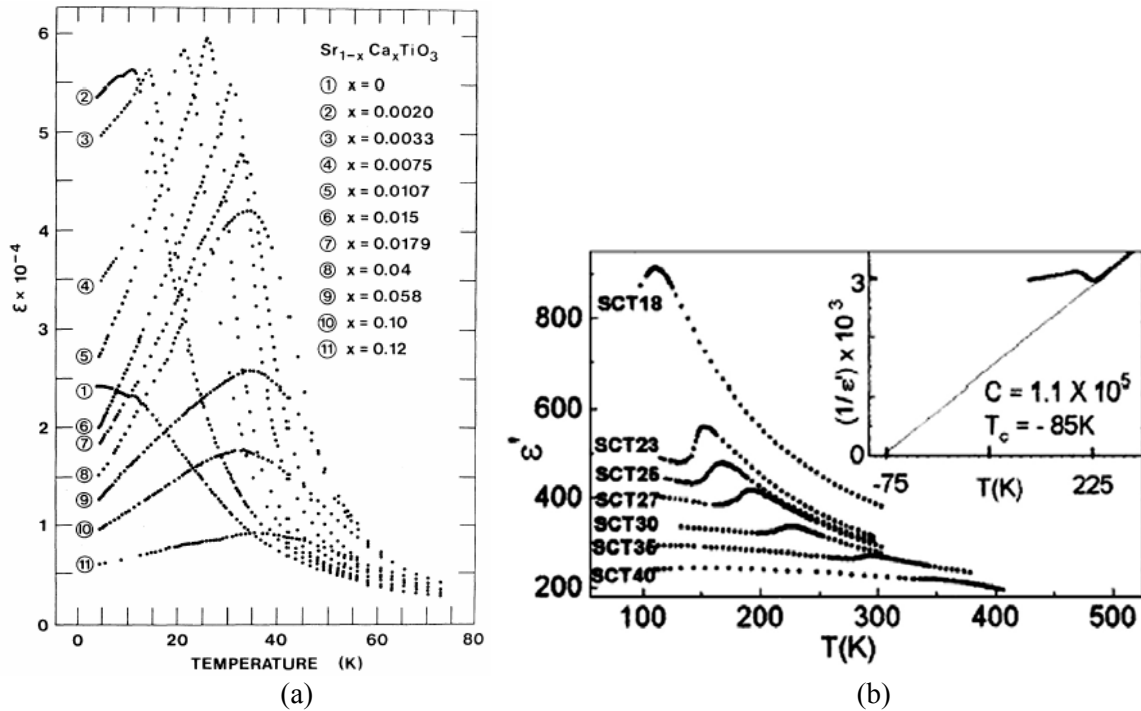 6
5
4
3
2
1
0
ε × 10⁻⁴
Sr₁₋ₓ CaₓTiO₃
① x = 0
② x = 0.0020
③ x = 0.0033
④ x = 0.0075
⑤ x = 0.0107
⑥ x = 0.015
⑦ x = 0.0179
⑧ x = 0.04
⑨ x = 0.058
⑩ x = 0.10
⑪ x = 0.12
②
③
④
⑤
①
⑥
⑦
⑧
⑨
⑩
⑪
0 20 40 60 80
TEMPERATURE (K)
(a)
800
600
400
200
ε'
SCT18
SCT23
SCT25
SCT27
SCT30
SCT35
SCT40
3
0
(1/ε') × 10³
C = 1.1 X 10⁵
T_c = - 85K
-75 T(K) 225
100 200 300 400 500
T(K)
(b)